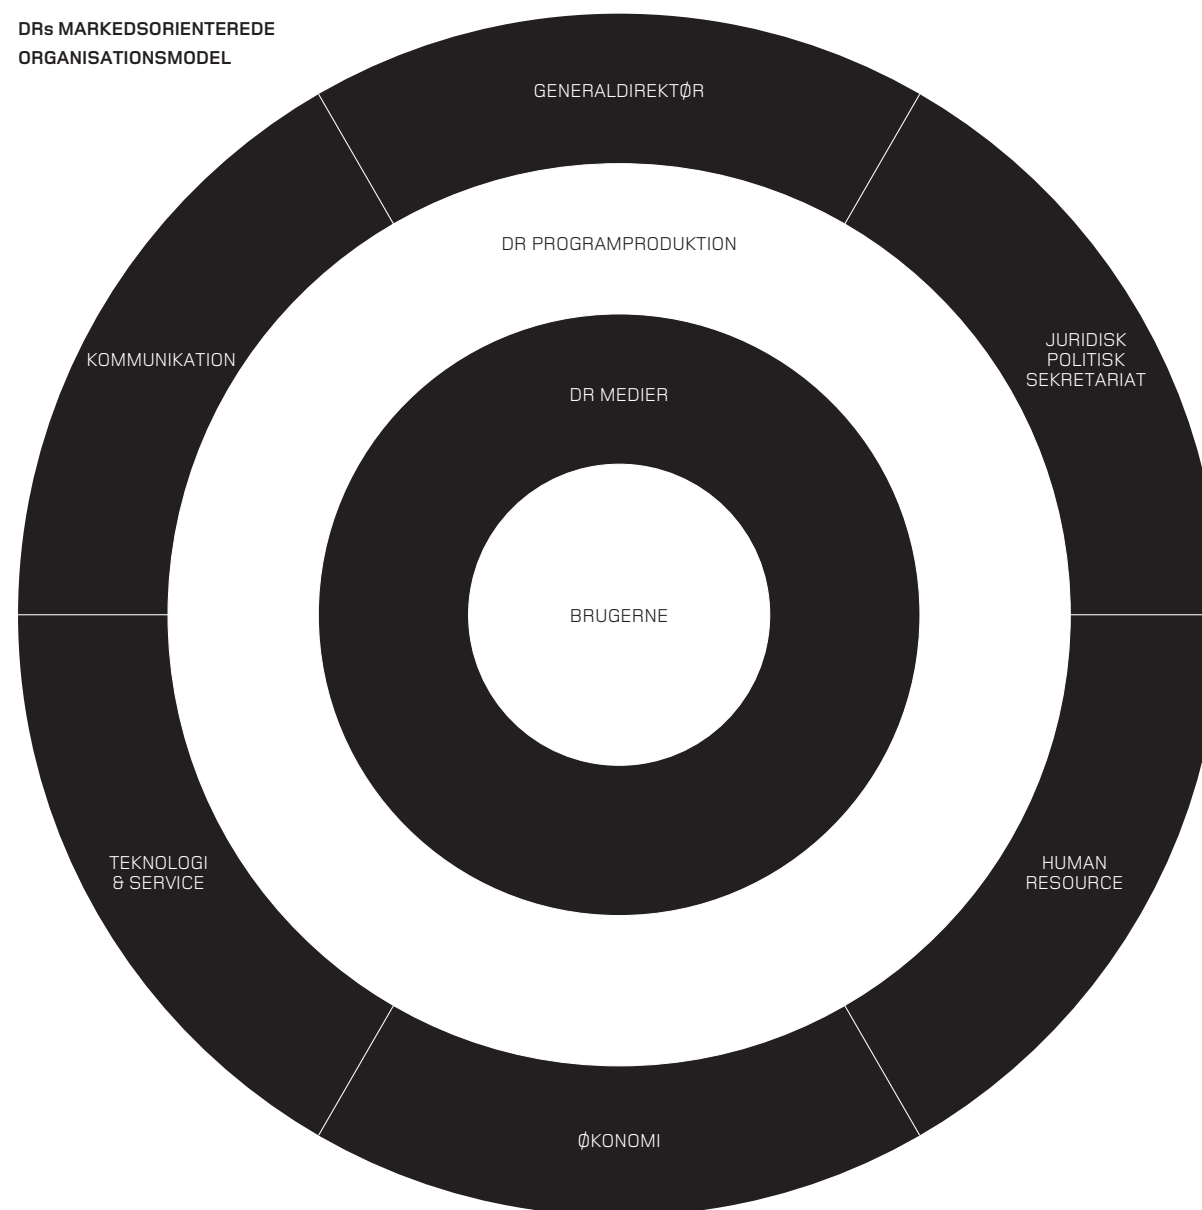 DRs MARKEDSORIENTEREDE
ORGANISATIONSMODEL
GENERALDIREKTØR
DR PROGRAMPRODUKTION
JURIDISK
POLITISK
SEKRETARIAT
KOMMUNIKATION
DR MEDIER
BRUGERNE
TEKNOLOGI
& SERVICE
HUMAN
RESOURCE
ØKONOMI